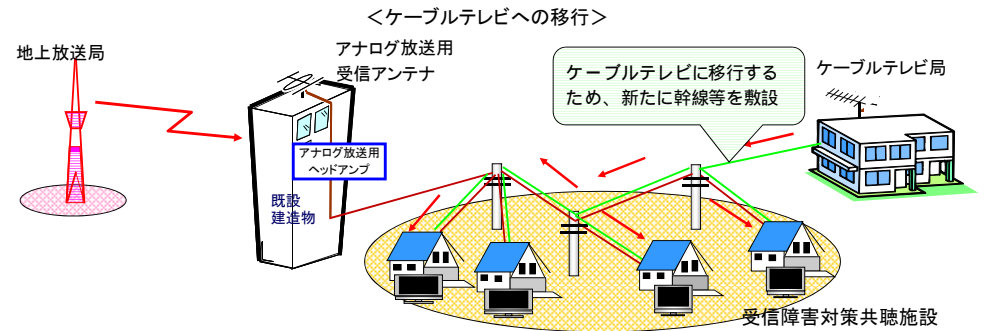 ＜ケーブルテレビへの移行＞
地上放送局
アナログ放送用
受信アンテナ
ケーブルテレビに移行する
ため、新たに幹線等を敷設
ケーブルテレビ局
アナログ放送用
ヘッドアンプ
既設
建造物
受信障害対策共聴施設